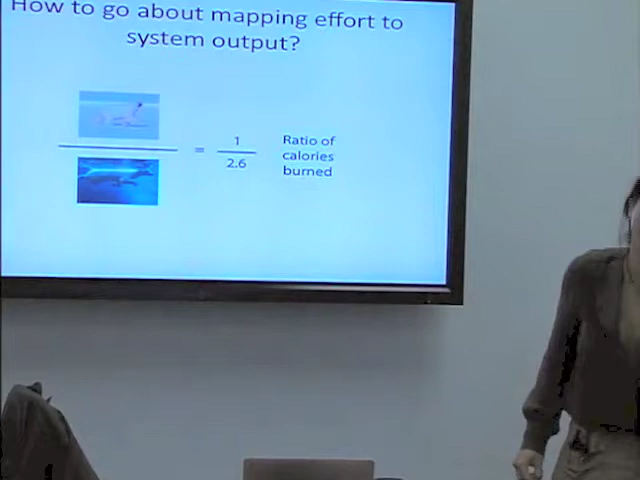 How to go about mapping effort to
system output?
=
1
2.6
Ratio of
calories
burned